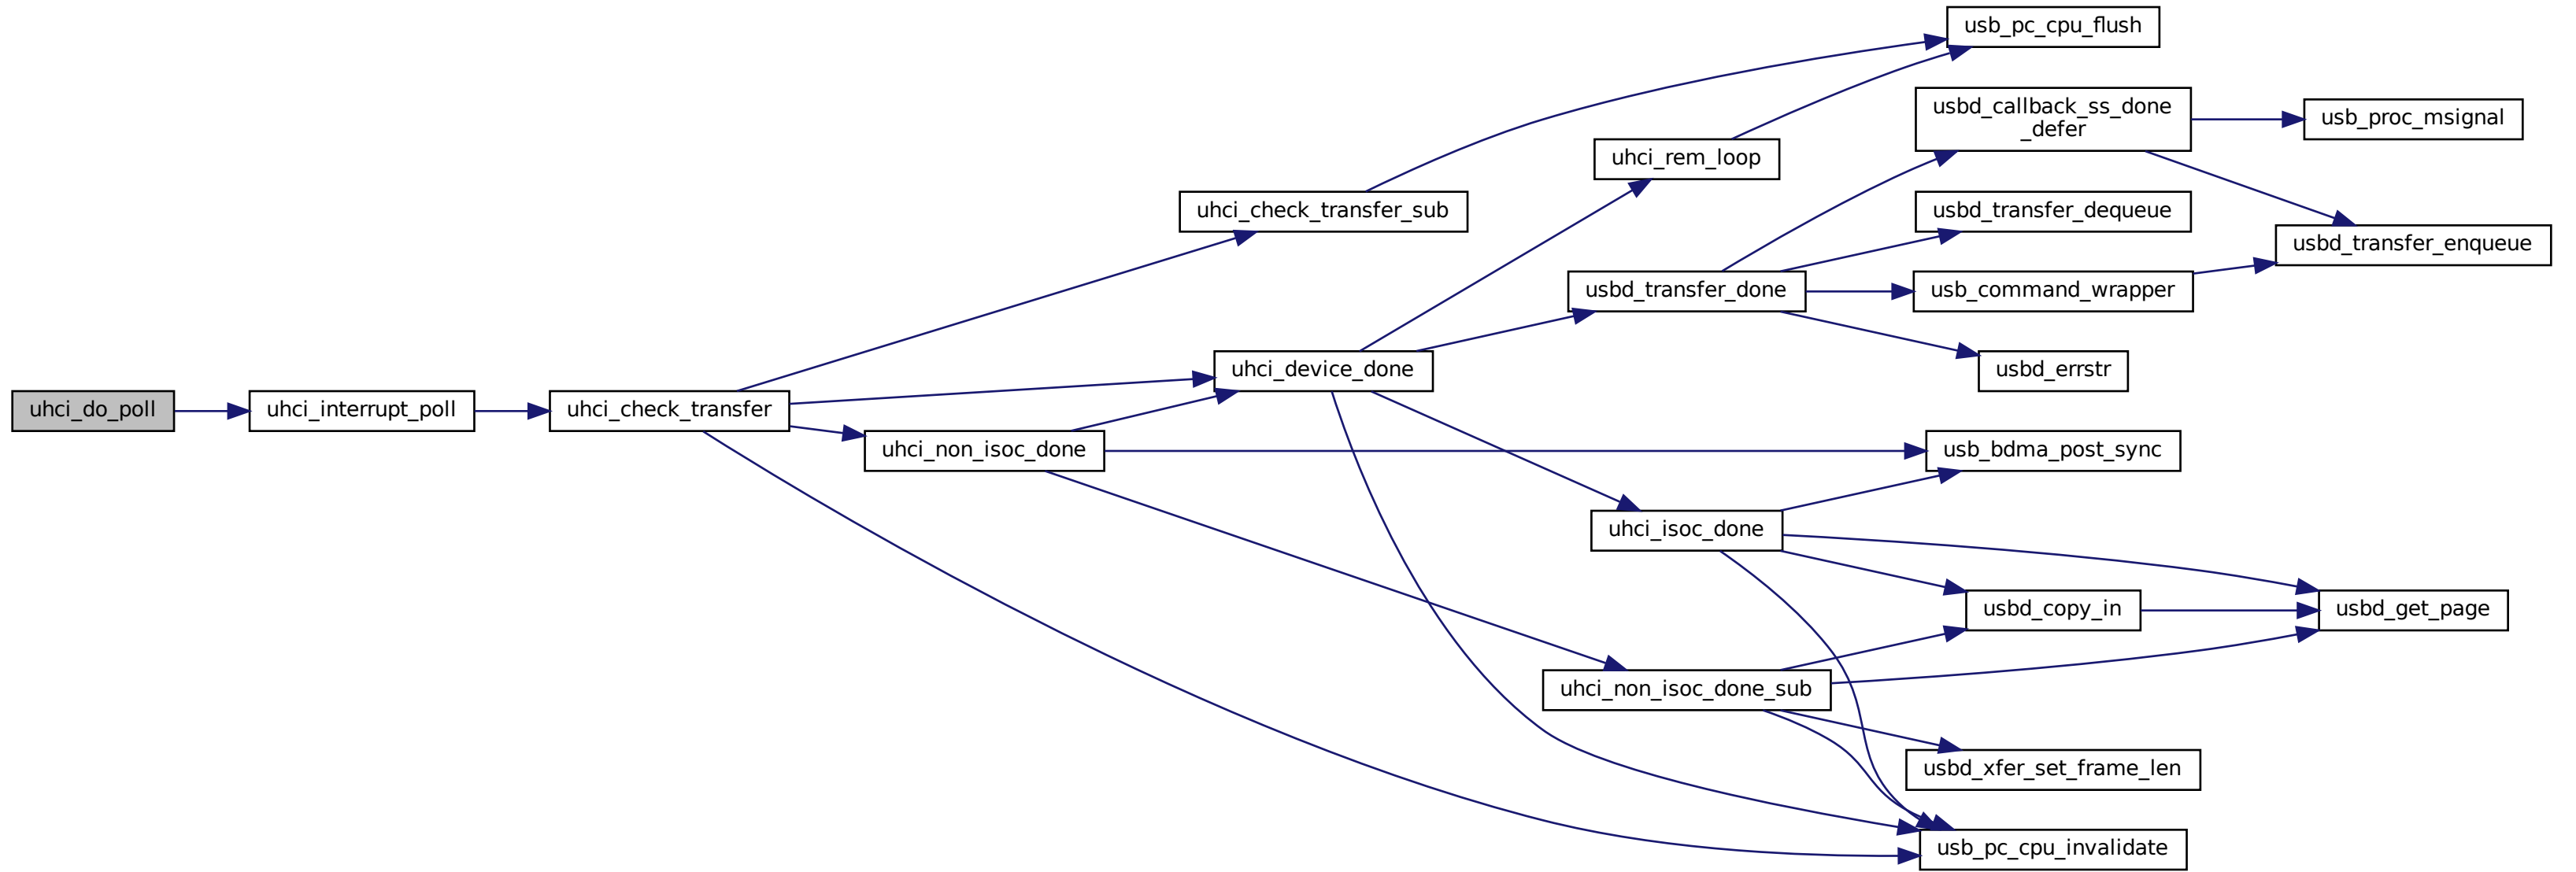 usb_pc_cpu_flush
usbd_callback_ss_done
_defer
usb_proc_msignal
uhci_rem_loop
uhci_check_transfer_sub
usbd_transfer_dequeue
usbd_transfer_enqueue
usbd_transfer_done
usb_command_wrapper
uhci_device_done
usbd_errstr
uhci_do_poll
uhci_interrupt_poll
uhci_check_transfer
uhci_non_isoc_done
usb_bdma_post_sync
uhci_isoc_done
usbd_copy_in
usbd_get_page
uhci_non_isoc_done_sub
usbd_xfer_set_frame_len
usb_pc_cpu_invalidate